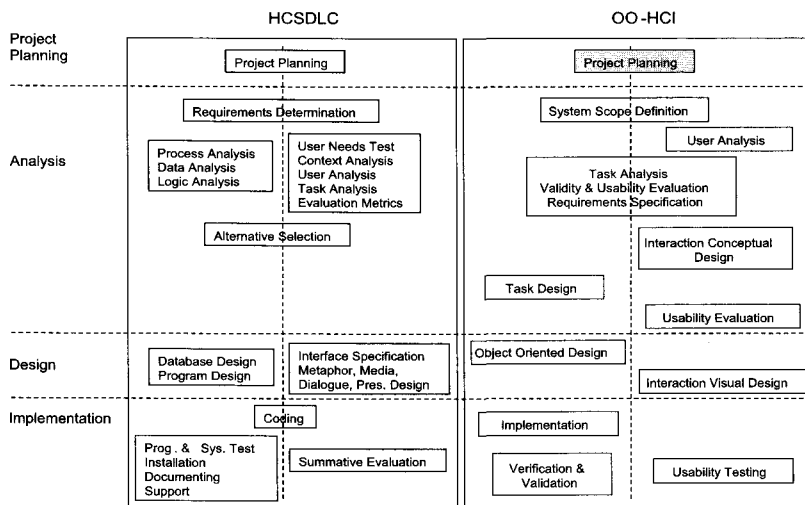 HCSDLC
OO-HCI
Project
Planning
Project Planning
Project Planning
Analysis
Requirements Determination
Process Analysis
Data Analysis
Logic Analysis
User Needs Test
Context Analysis
User Analysis
Task Analysis
Evaluation Metrics
Alternative Selection
System Scope Definition
User Analysis
Task Analysis
Validity & Usability Evaluation
Requirements Specification
Interaction Conceptual
Design
Task Design
Usability Evaluation
Design
Database Design
Program Design
Interface Specification
Metaphor, Media,
Dialogue, Pres. Design
Object Oriented Design
Interaction Visual Design
Implementation
Coding
Prog . & Sys. Test
Installation
Documenting
Support
Summative Evaluation
Implementation
Verification &
Validation
Usability Testing